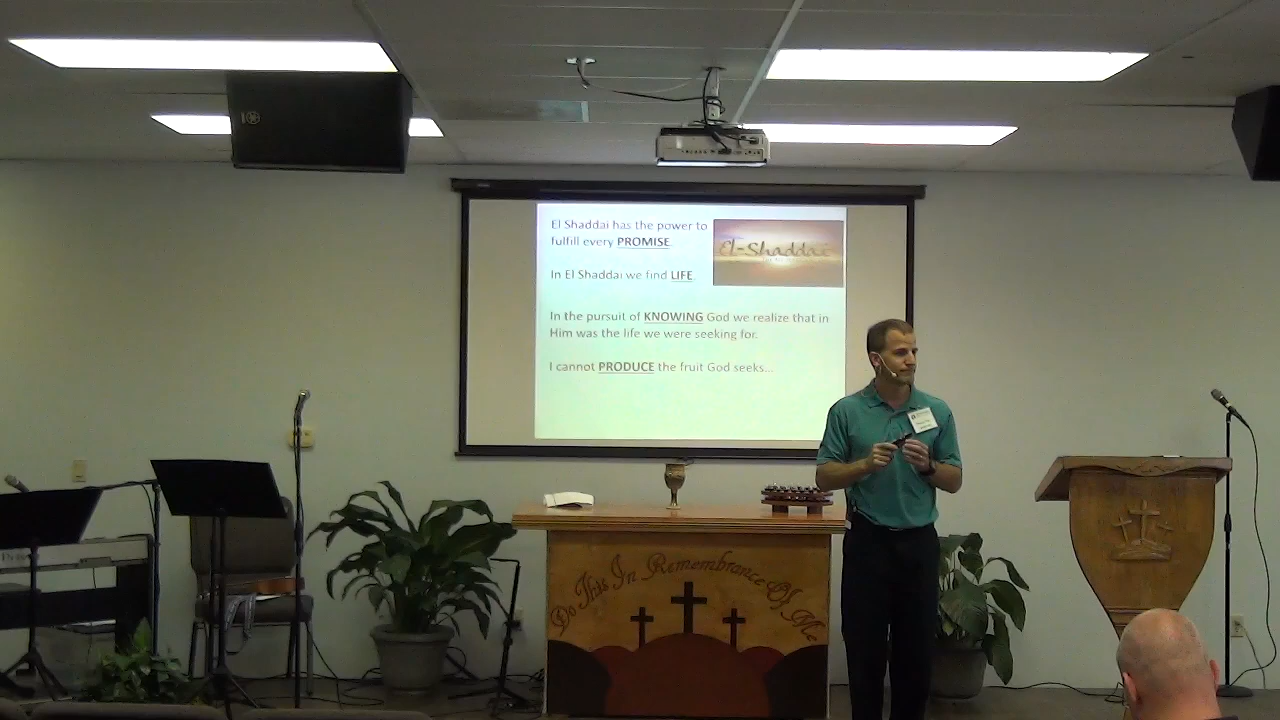 El Shaddai has the power to
fulfill every PROMISE.
El-Shaddai
In El Shaddai we find LIFE.
In the pursuit of KNOWING God we realize that in
Him was the life we were seeking for.
I cannot PRODUCE the fruit God seeks...
Do This In Remembrance Of Me